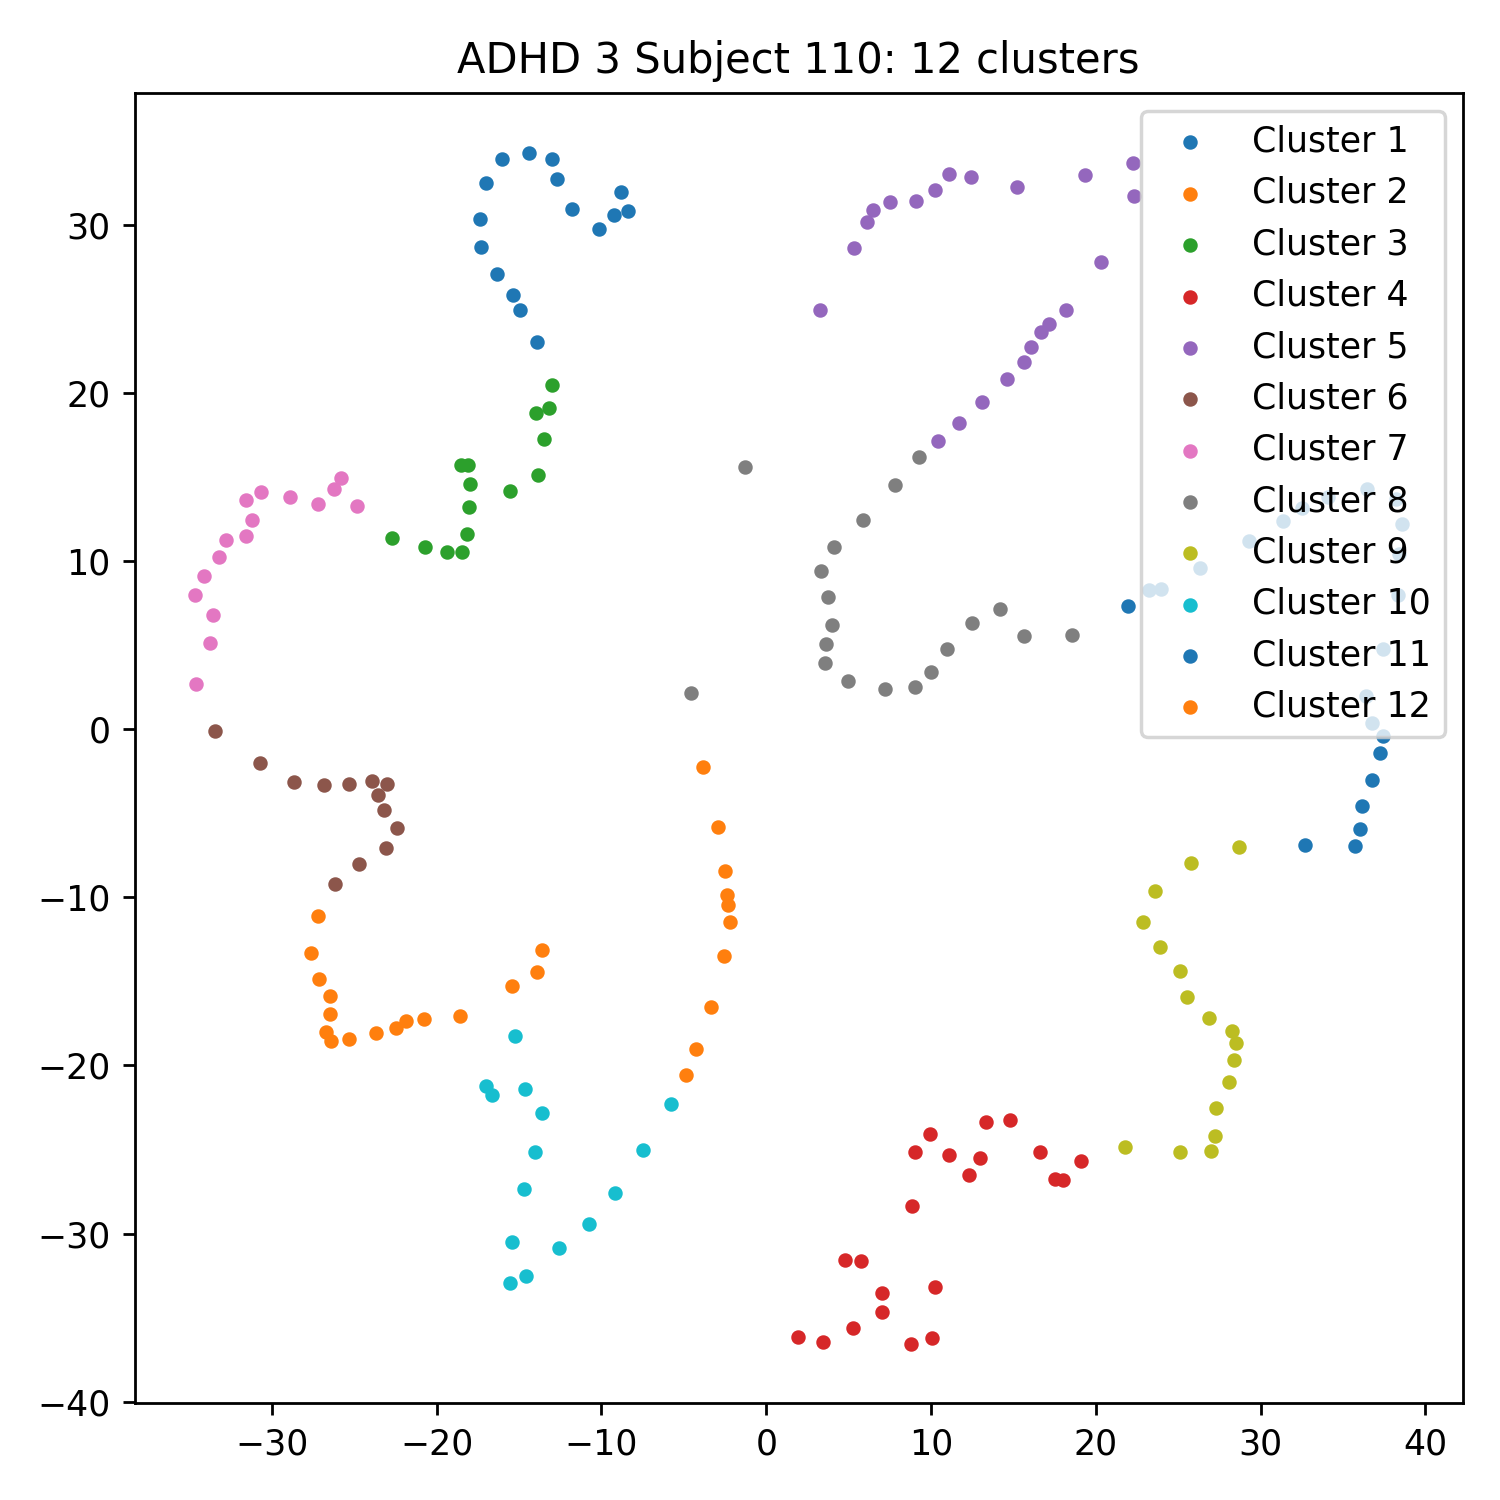 ADHD 3 Subject 110: 12 clusters
Cluster 1
Cluster 2
Cluster 3
Cluster 4
Cluster 5
Cluster 6
Cluster 7
Cluster 8
Cluster 9
Cluster 10
Cluster 11
Cluster 12
30
20
10
0
−10
−20
−30
−40
−30 −20 −10 0 10 20 30 40